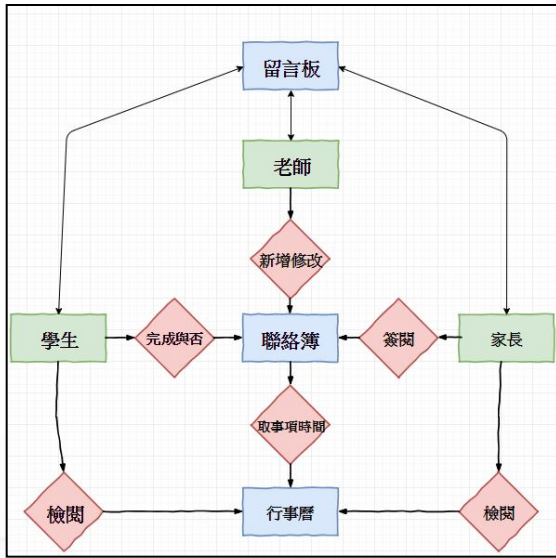 留言板
老師
新增修改
學生
完成與否
聯絡簿
簽閱
家長
取事項時間
檢閱
行事曆
檢閱